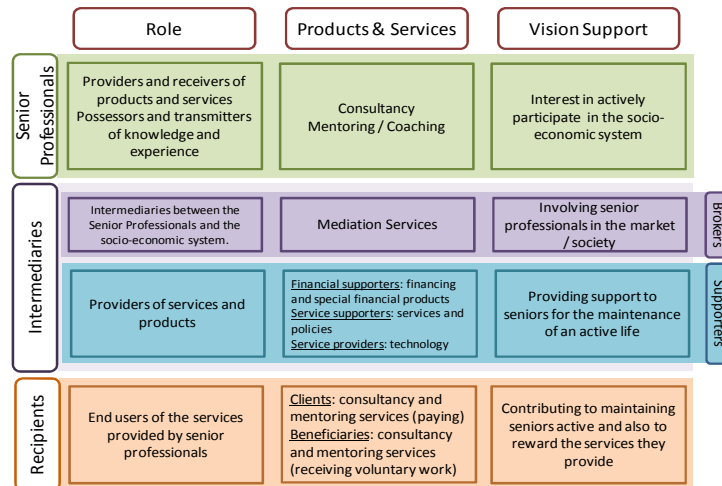 Role
Products & Services
Vision Support
Senior
Professionals
Providers and receivers of
products and services
Possessors and transmitters
of knowledge and
experience
Consultancy
Mentoring / Coaching
Interest in actively
participate in the socio-
economic system
Intermediaries
Intermediaries between the
Senior Professionals and the
socio-economic system.
Mediation Services
Involving senior
professionals in the market
/ society
Brokers
Providers of services and
products
Financial supporters: financing
and special financial products
Service supporters: services and
policies
Service providers: technology
Providing support to
seniors for the maintenance
of an active life
Supporters
Recipients
End users of the services
provided by senior
professionals
Clients: consultancy and
mentoring services (paying)
Beneficiaries: consultancy
and mentoring services
(receiving voluntary work)
Contributing to maintaining
seniors active and also to
reward the services they
provide